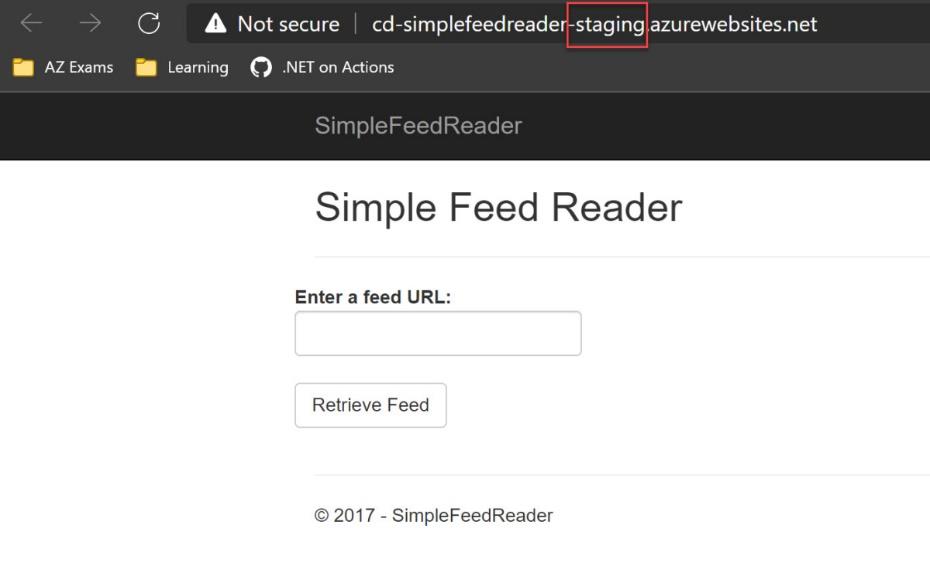 Not secure | cd-simplefeedreader-staging.azurewebsites.net
AZ Exams Learning .NET on Actions
SimpleFeedReader
Simple Feed Reader
Enter a feed URL:
Retrieve Feed
© 2017 - SimpleFeedReader